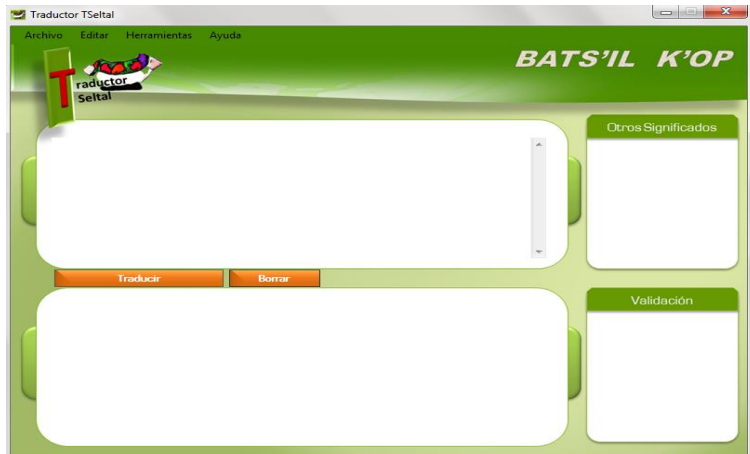 Traductor TSeltal
Archivo Editar Herramientas Ayuda
BATS'IL K'OP
Traductor
Seltal
Otros Significados
Traducir Borrar
Validación